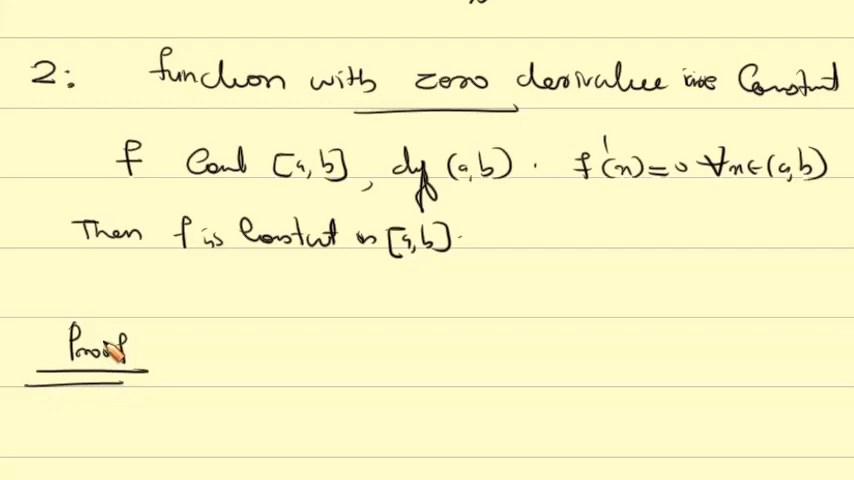 2: function with zero derivative are Constant
f Cont [a,b], dif (a,b). f'(x)=0 ∀x∈(a,b)
Then f is Constant on [a,b].
Proof